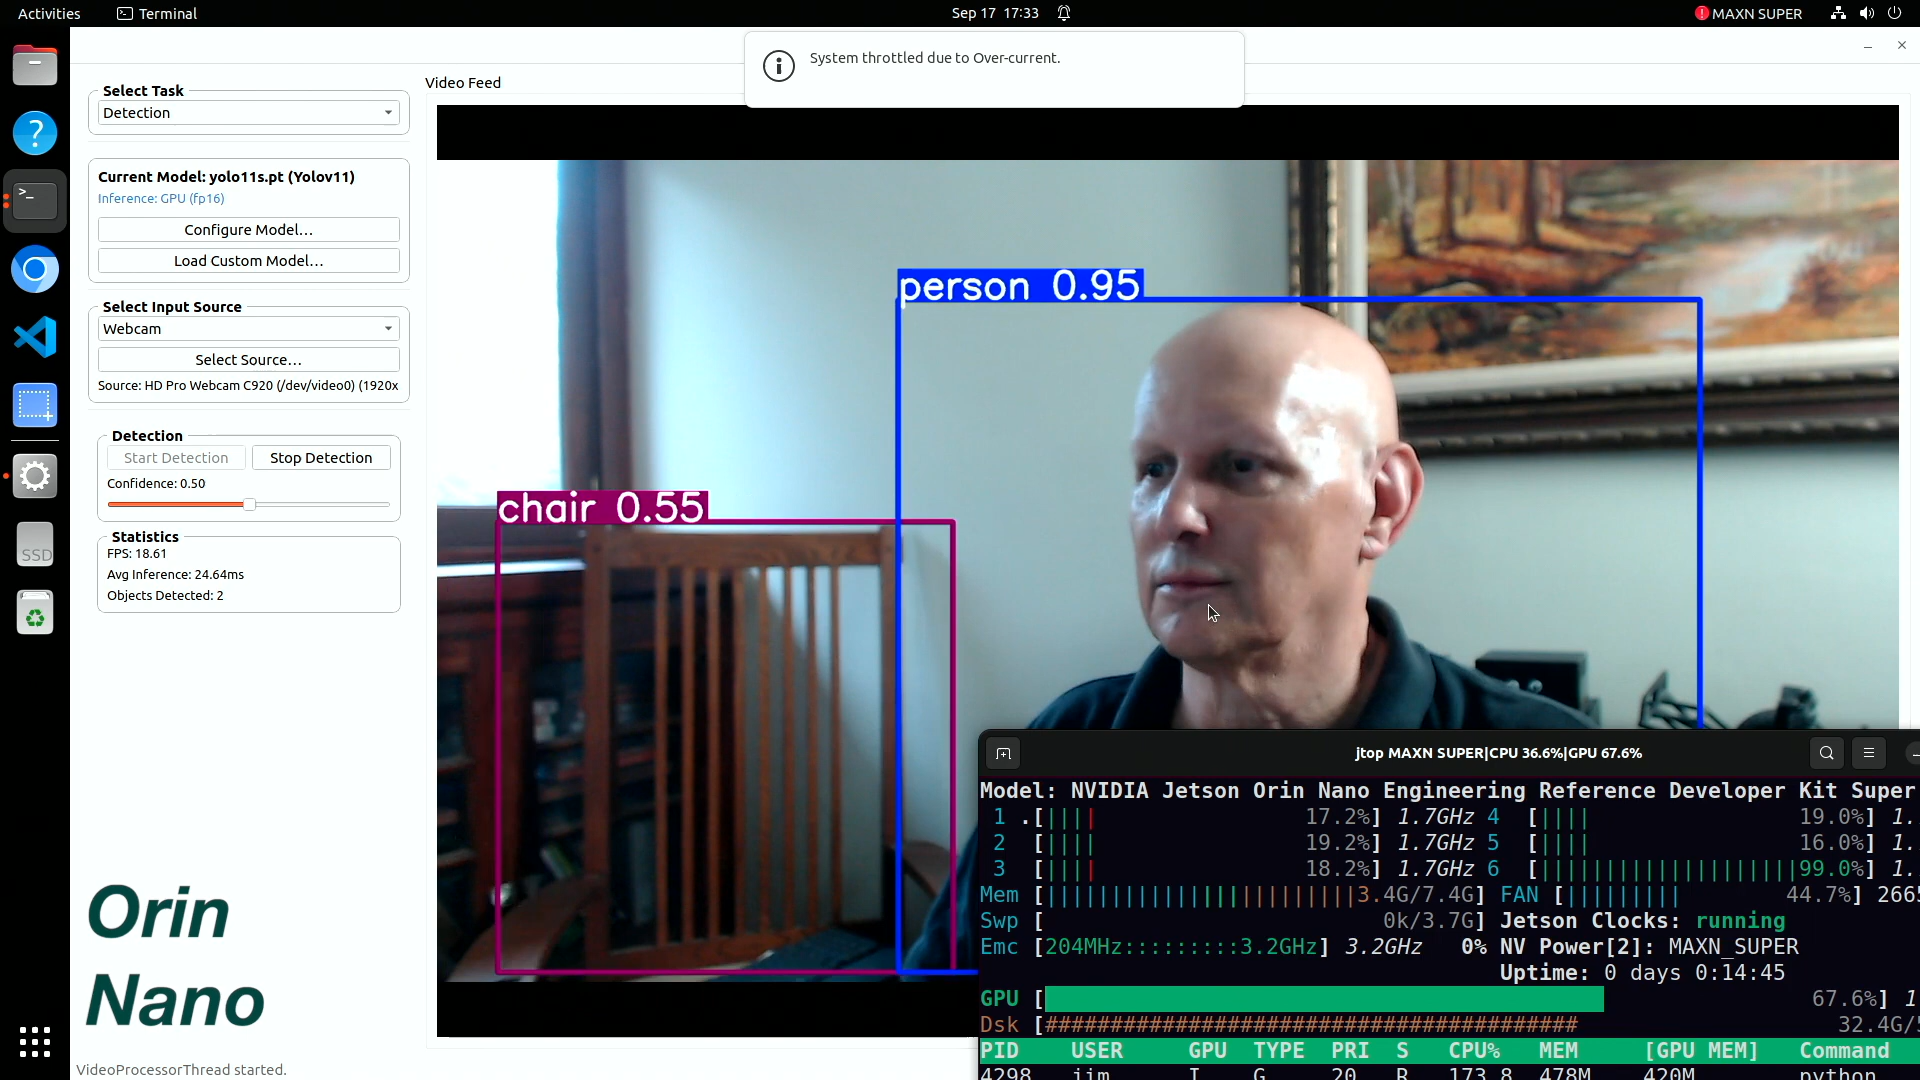 Activities
Terminal
Sep 17 17:33
MAXN SUPER
System throttled due to Over-current.
Select Task
Detection
Current Model: yolo11s.pt (Yolov11)
Inference: GPU (fp16)
Configure Model...
Load Custom Model...
Select Input Source
Webcam
Select Source...
Source: HD Pro Webcam C920 (/dev/video0) (1920x
Detection
Start Detection
Stop Detection
Confidence: 0.50
Statistics
FPS: 18.61
Avg Inference: 24.64ms
Objects Detected: 2
SSD
Orin
Nano
VideoProcessorThread started.
Video Feed
person 0.95
chair 0.55
jtop MAXN SUPER|CPU 36.6%|GPU 67.6%
Model: NVIDIA Jetson Orin Nano Engineering Reference Developer Kit Super
1 .[|||| 17.2%] 1.7GHz 4 [|||| 19.0%] 1.
2 [|||| 19.2%] 1.7GHz 5 [|||| 16.0%] 1.
3 [|||| 18.2%] 1.7GHz 6 [||||||||||||||||||||99.0%] 1.
Mem [||||||||||||||||||||||||3.4G/7.4G] FAN [||||||||| 44.7%] 2665
Swp [ 0k/3.7G] Jetson Clocks: running
Emc [204MHz:::::::::3.2GHz] 3.2GHz 0% NV Power[2]: MAXN_SUPER
Uptime: 0 days 0:14:45
GPU [ 67.6%] 1
Dsk [######################################### 32.4G/
PID USER GPU TYPE PRI S CPU% MEM [GPU MEM] Command
4298 jim I G 20 R 173.8 478M 420M python